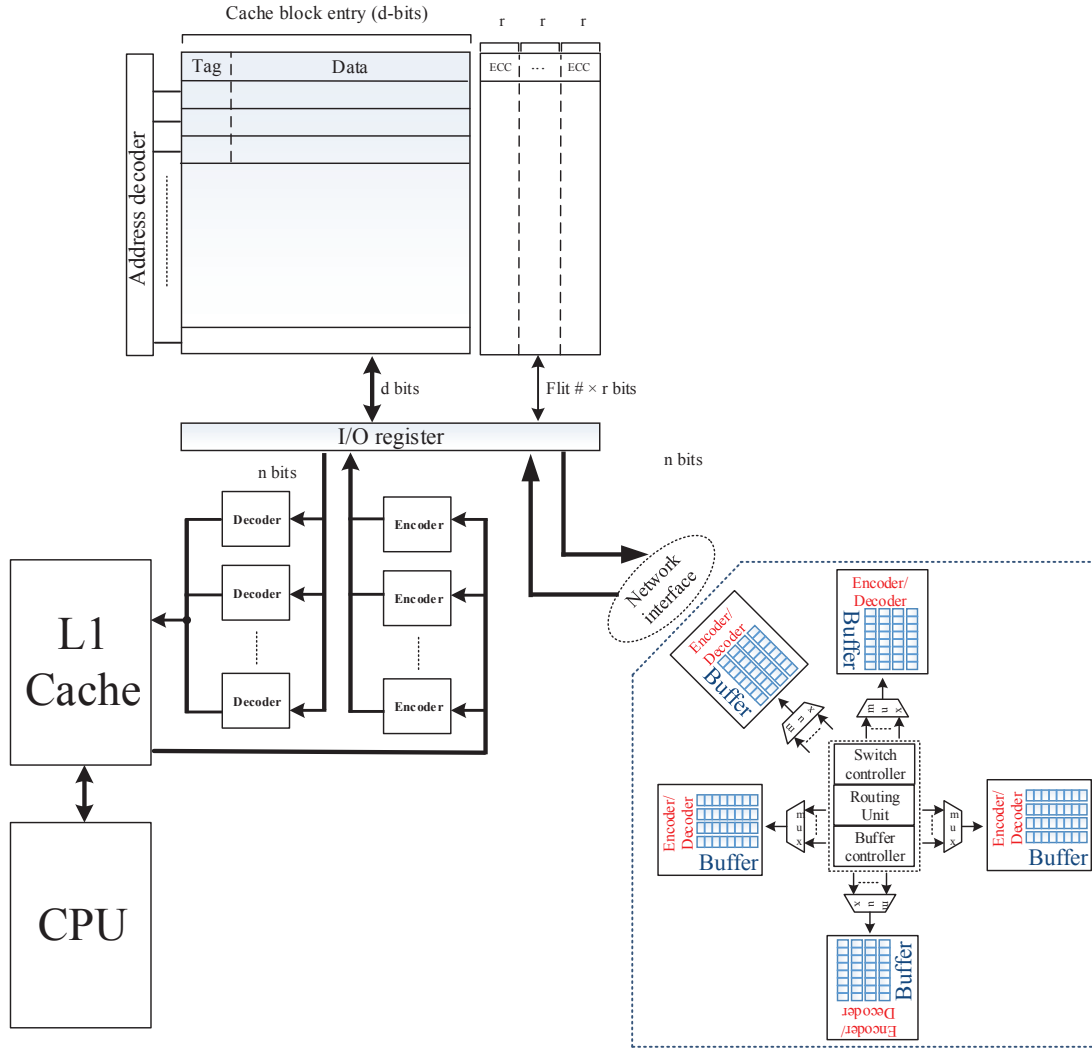 Cache block entry (d-bits)
r r r
Tag Data
ECC ... ECC
Address decoder
d bits
Flit # × r bits
I/O register
n bits
n bits
Decoder
Encoder
Decoder
Encoder
Decoder
Encoder
L1
Cache
CPU
Network
interface
Encoder/
Decoder
Buffer
mux
Encoder/
Decoder
Buffer
mux
Switch
controller
Routing
Unit
Buffer
controller
Encoder/
Decoder
Buffer
mux
mux
Encoder/
Decoder
Buffer
mux
Buffer
Encoder/
Decoder